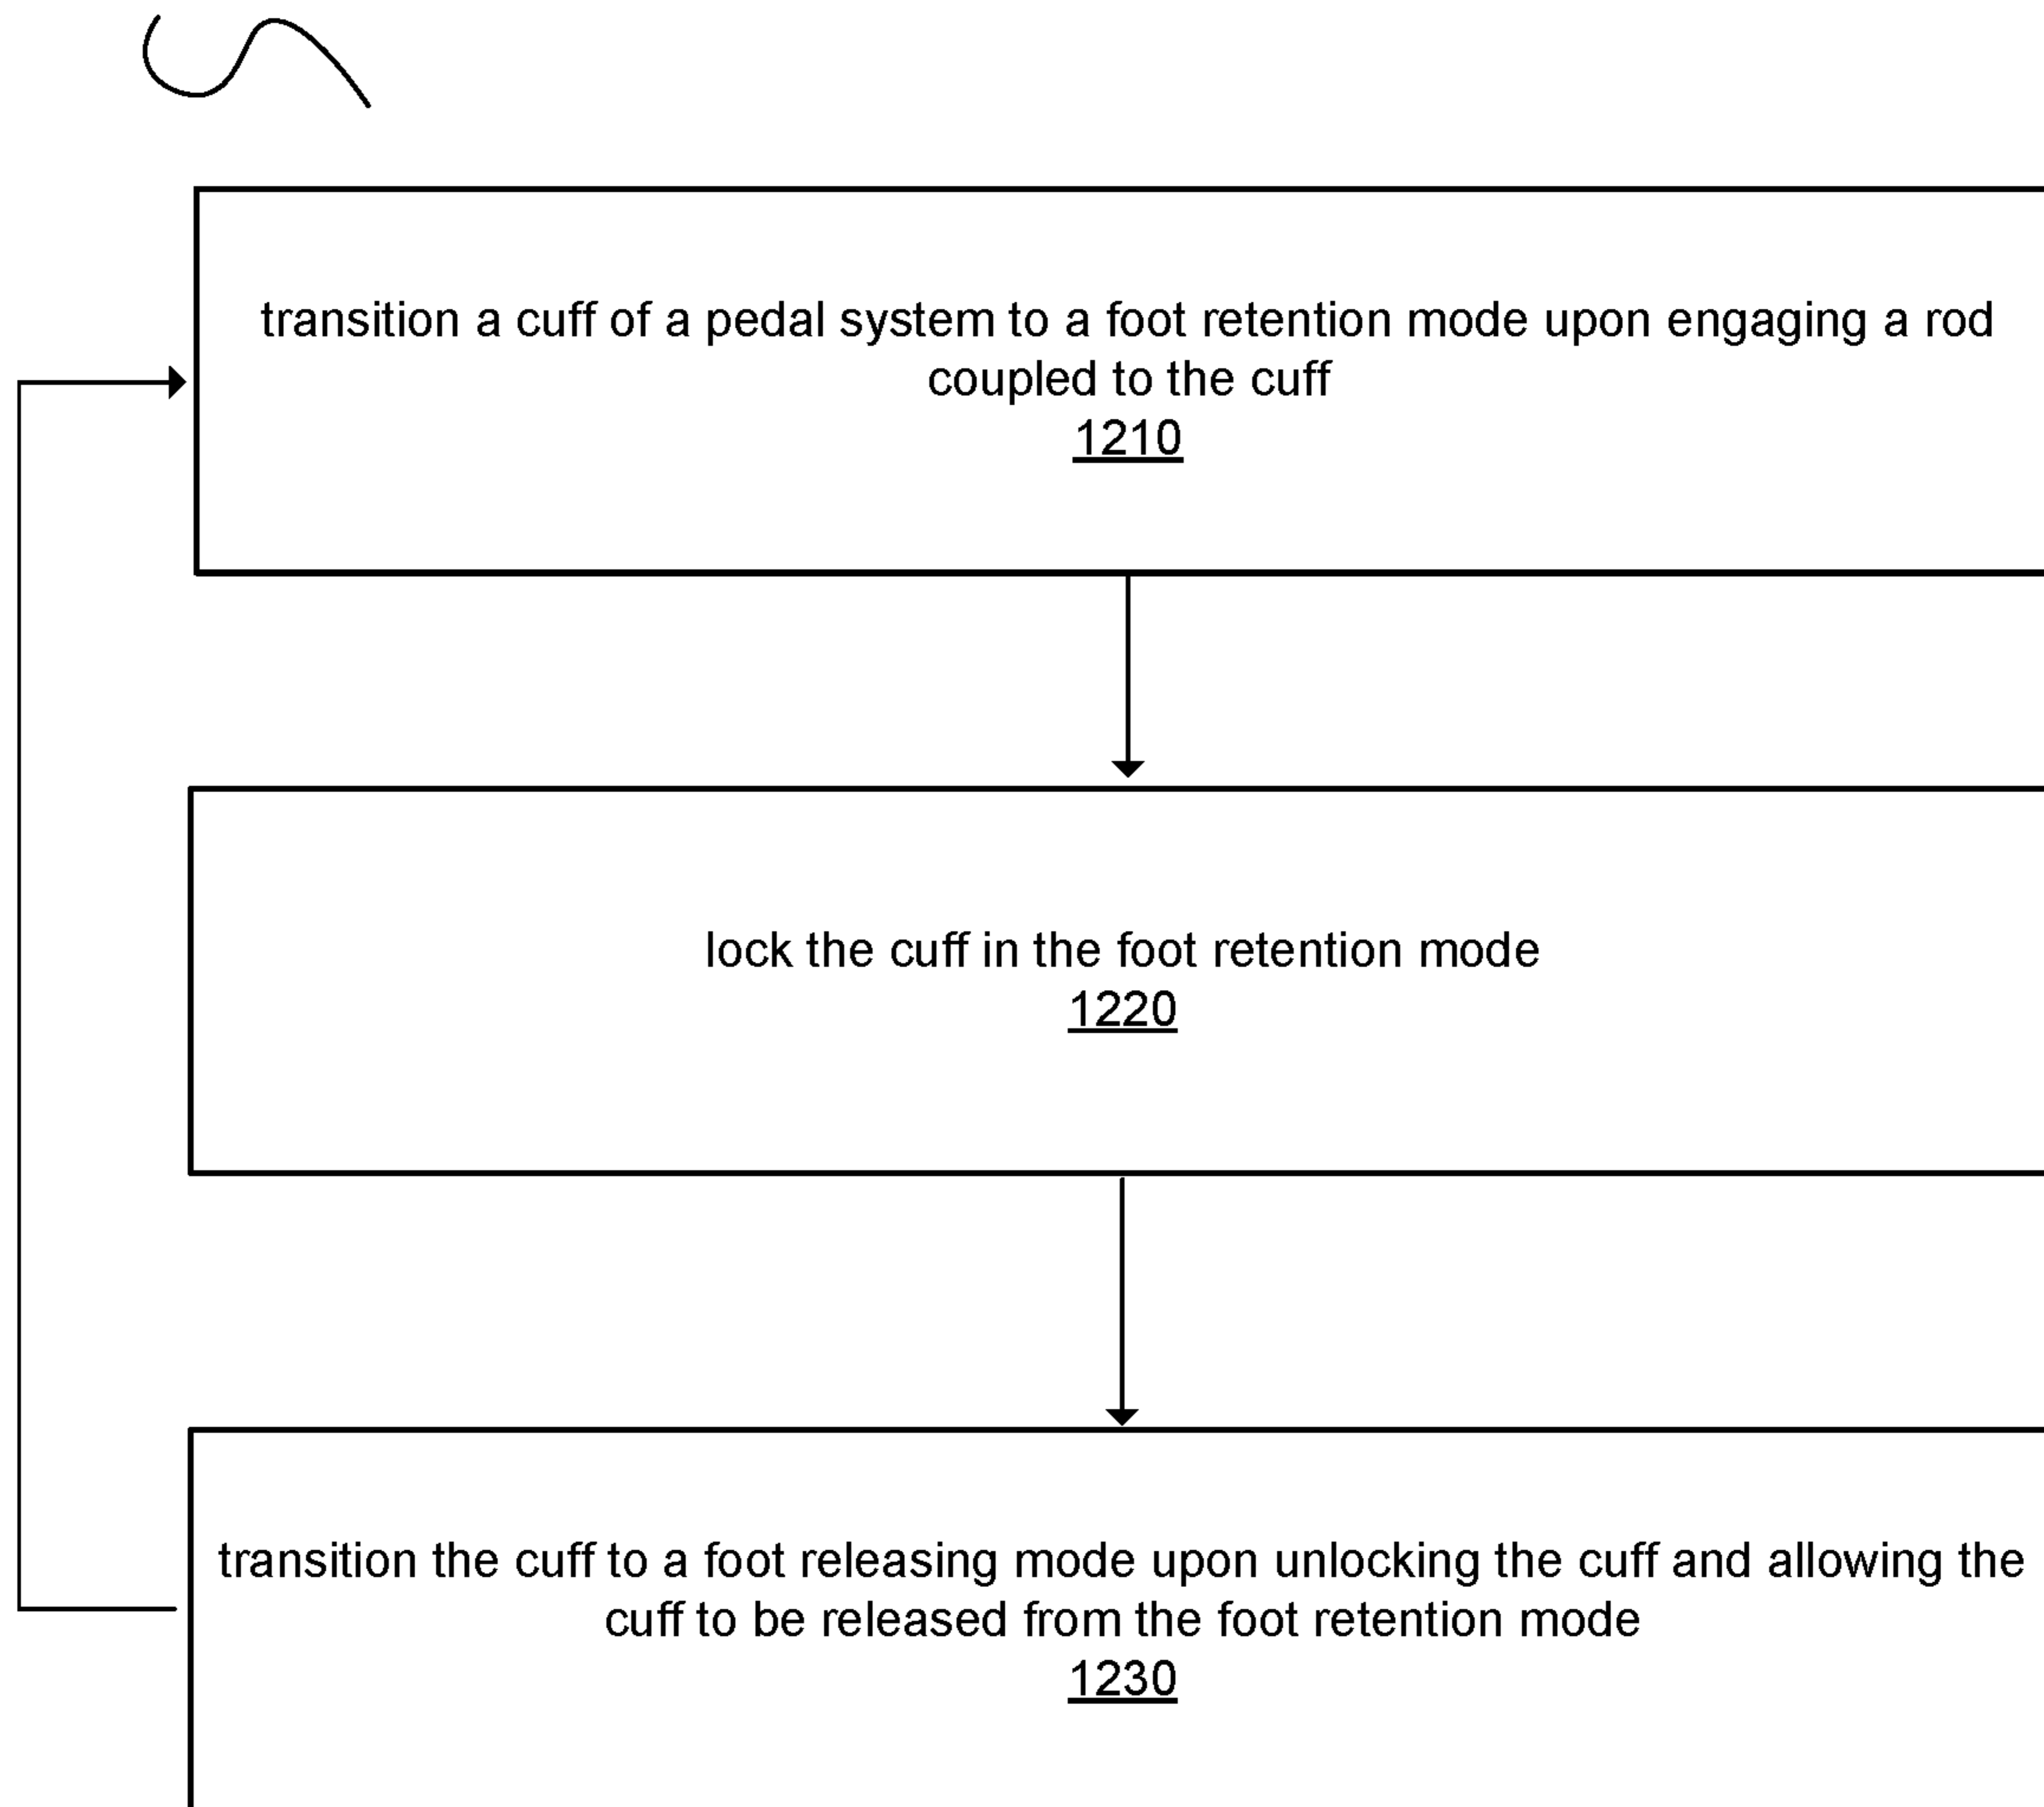 transition a cuff of a pedal system to a foot retention mode upon engaging a rod
coupled to the cuff
1210
lock the cuff in the foot retention mode
1220
transition the cuff to a foot releasing mode upon unlocking the cuff and allowing the
cuff to be released from the foot retention mode
1230